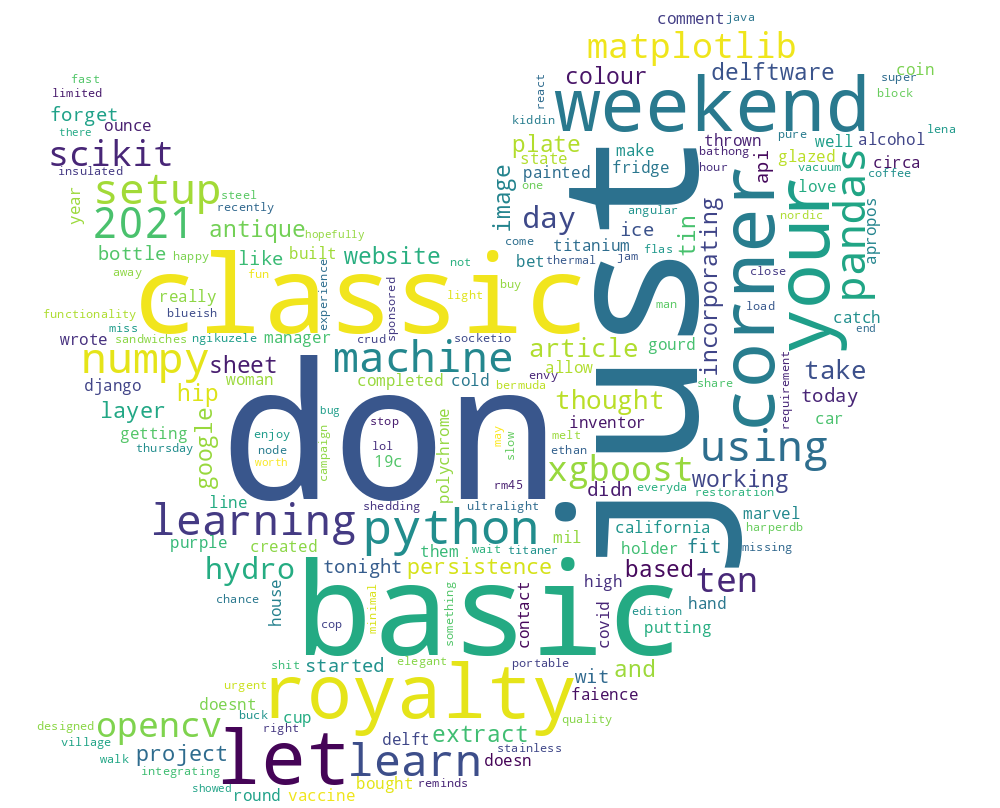 comment java
matplotlib
fast colour delftware coin
limited react weekend super
forget block
ounce kiddin
there plate thrown pure well alcohol lena
scikit make bathong. glazed
insulated state fridge hour vacuum circa
painted api coffee
setup steel one love
year recently image just corner your pandas
2021 antique day angular tin nordic apropos
hopefully ice incorporating
bottle happy like built website not come titanium flas
bet thermal jam close
away fun
classic experience sponsored buy
really light man load catch
functionality blueish end
miss
wrote sandwiches ngikuzele manager crud socketio article gourd
numpy sheet machine requirement
django woman completed cold envy allow share take
hip bermuda
layer google don bug thought today
getting enjoy stop may inventor car
thursday node lol slow melt ethan using
worth campaign 19c polychrome
xgboost working
rm45 didn everyda restoration
line shedding ultralight
learning python california marvel
harperdb
purple created them wait titaner mil holder fit missing
hydro tonight persistence based ten
basic high
chance house minimal something contact covid edition hand
cop putting
shit started elegant portable and
urgent royalty wit
doesnt faience
designed opencv buck cup quality
village right extract
walk project let delft stainless
integrating learn doesn
showed bought reminds
round vaccine